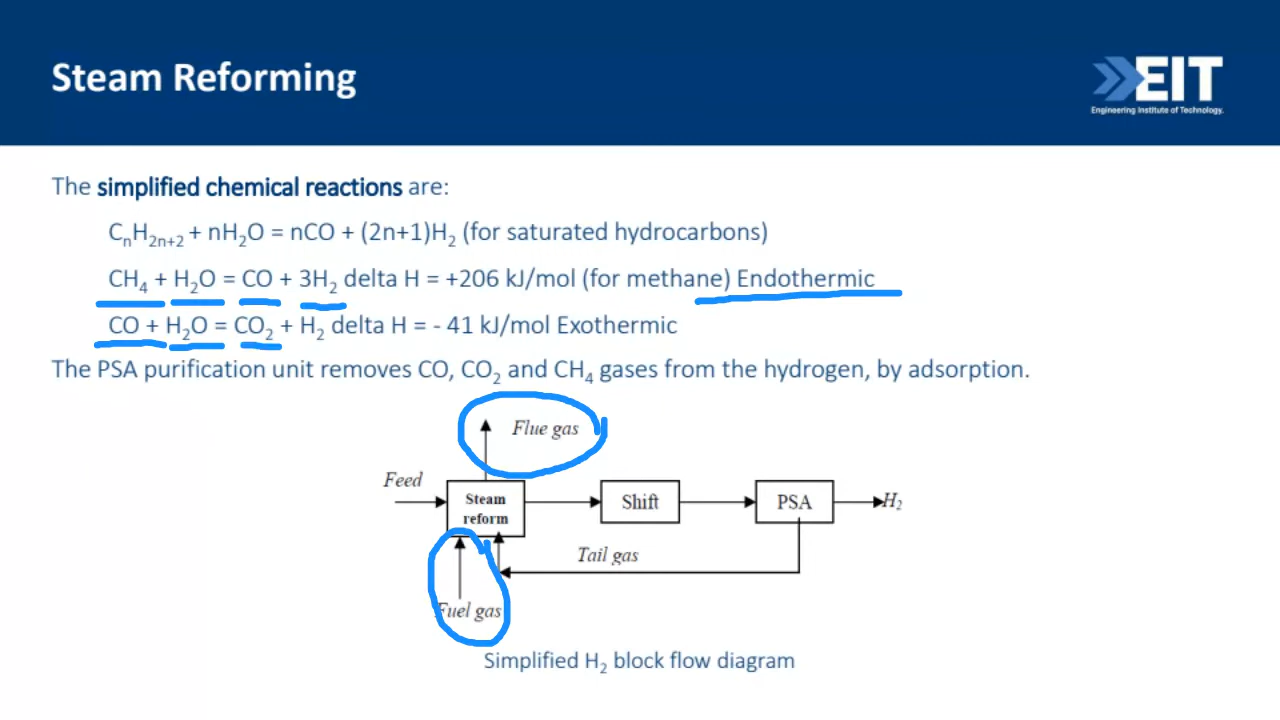 Steam Reforming
EIT
Engineering Institute of Technology.
The simplified chemical reactions are:
CₙH₂ₙ₊₂ + nH₂O = nCO + (2n+1)H₂ (for saturated hydrocarbons)
CH₄ + H₂O = CO + 3H₂ delta H = +206 kJ/mol (for methane) Endothermic
CO + H₂O = CO₂ + H₂ delta H = - 41 kJ/mol Exothermic
The PSA purification unit removes CO, CO₂ and CH₄ gases from the hydrogen, by adsorption.
Flue gas
Feed
Steam
reform
Shift
PSA
H₂
Tail gas
Fuel gas
Simplified H₂ block flow diagram